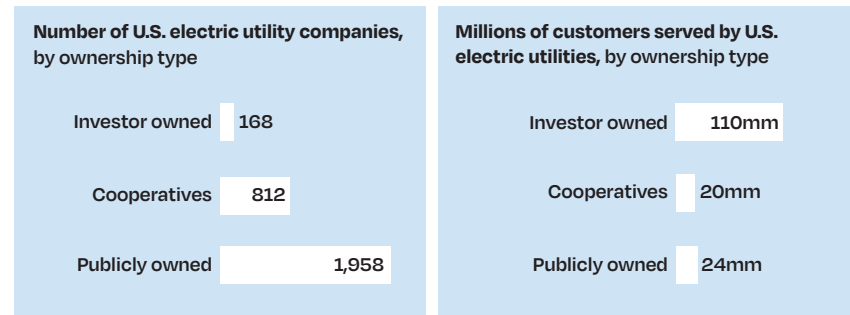 Number of U.S. electric utility companies,
by ownership type
Investor owned 168
Cooperatives 812
Publicly owned 1,958
Millions of customers served by U.S.
electric utilities, by ownership type
Investor owned 110mm
Cooperatives 20mm
Publicly owned 24mm